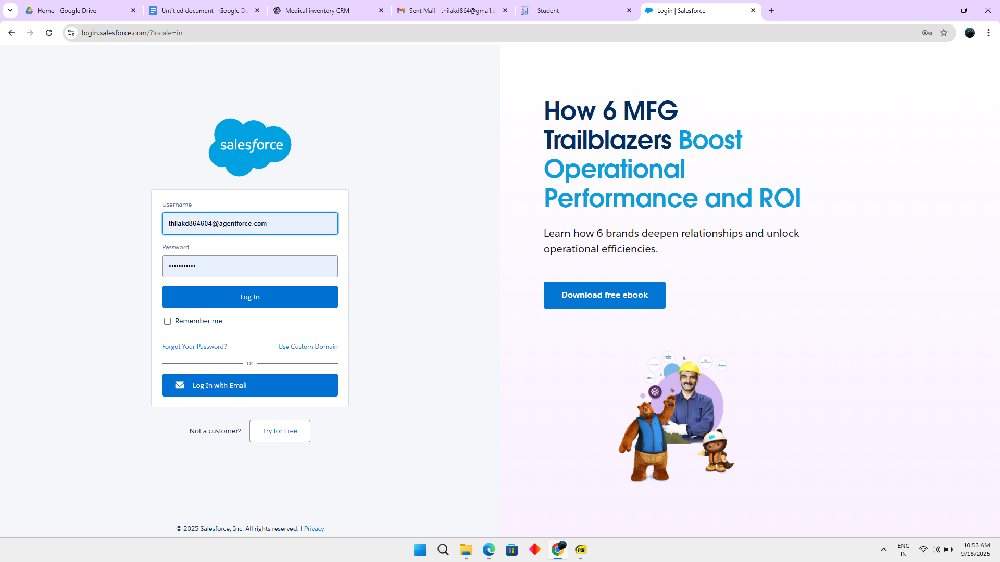 Home - Google Drive
Untitled document - Google Do
Medical inventory CRM
Sent Mail - thilakd864@gmail.c
- Student
Login | Salesforce
login.salesforce.com/?locale=in
salesforce
Username
thilakd864604@agentforce.com
Password
•••••••••••
Log In
Remember me
Forgot Your Password?
Use Custom Domain
or
Log In with Email
Not a customer?
Try for Free
© 2025 Salesforce, Inc. All rights reserved. | Privacy
How 6 MFG
Trailblazers Boost
Operational
Performance and ROI
Learn how 6 brands deepen relationships and unlock
operational efficiencies.
Download free ebook
PDF
ENG
IN
10:53 AM
9/18/2025